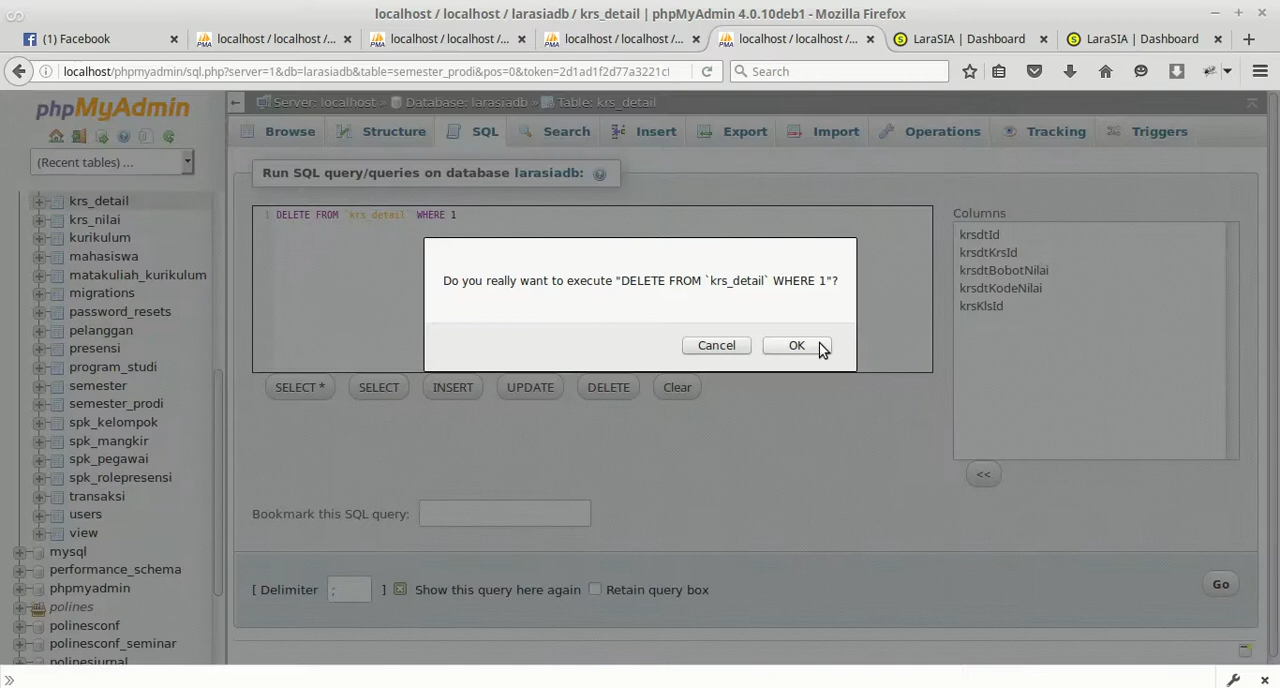 localhost / localhost / larasiadb / krs_detail | phpMyAdmin 4.0.10deb1 - Mozilla Firefox
(1) Facebook
localhost / localhost /...
localhost / localhost /...
localhost / localhost /...
localhost / localhost /...
LaraSIA | Dashboard
LaraSIA | Dashboard
localhost/phpmyadmin/sql.php?server=1&db=larasiadb&table=semester_prodi&pos=0&token=2d1ad1f2d77a3221cf
Search
phpMyAdmin
Server: localhost » Database: larasiadb » Table: krs_detail
Browse Structure SQL Search Insert Export Import Operations Tracking Triggers
(Recent tables) ...
Run SQL query/queries on database larasiadb:
krs_detail
krs_nilai
kurikulum
mahasiswa
matakuliah_kurikulum
migrations
password_resets
pelanggan
presensi
program_studi
semester
semester_prodi
spk_kelompok
spk_mangkir
spk_pegawai
spk_rolepresensi
transaksi
users
view
mysql
performance_schema
phpmyadmin
polines
polinesconf
polinesconf_seminar
polinesjurnal
1 DELETE FROM `krs_detail` WHERE 1
Do you really want to execute "DELETE FROM `krs_detail` WHERE 1"?
Cancel OK
Columns
krsdtId
krsdtKrsId
krsdtBobotNilai
krsdtKodeNilai
krsKlsId
SELECT * SELECT INSERT UPDATE DELETE Clear
<<
Bookmark this SQL query:
[ Delimiter ; ] Show this query here again Retain query box
Go